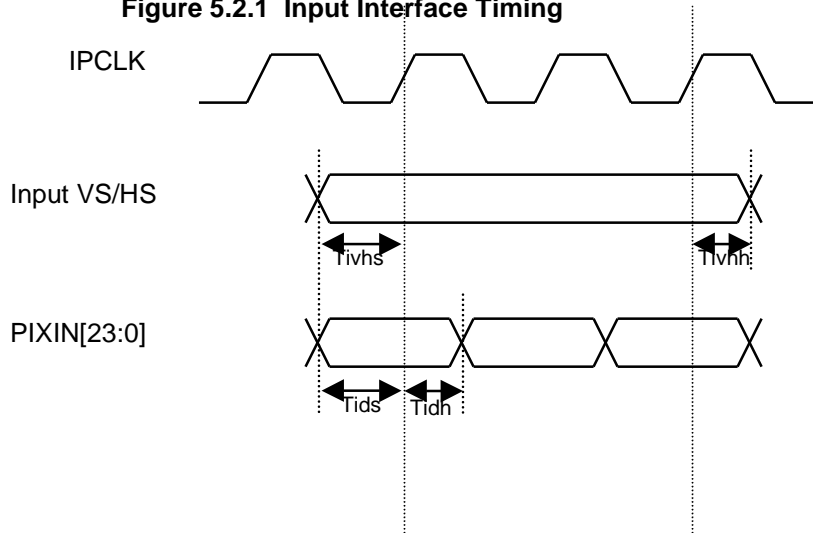 Figure 5.2.1 Input Interface Timing
IPCLK
Input VS/HS
Tivhs
Tivhh
PIXIN[23:0]
Tids
Tidh